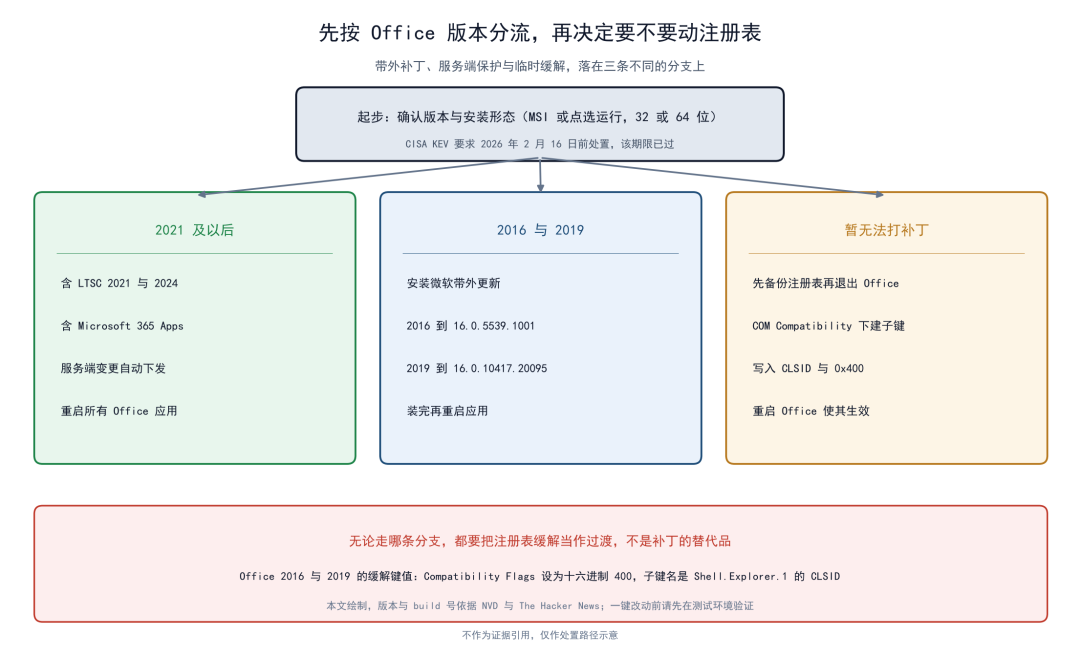 先按 Office 版本分流，再决定要不要动注册表
带外补丁、服务端保护与临时缓解，落在三条不同的分支上
起步：确认版本与安装形态（MSI 或点选运行，32 或 64 位）
CISA KEV 要求 2026 年 2 月 16 日前处置，该期限已过
2021 及以后
含 LTSC 2021 与 2024
含 Microsoft 365 Apps
服务端变更自动下发
重启所有 Office 应用
2016 与 2019
安装微软带外更新
2016 到 16.0.5539.1001
2019 到 16.0.10417.20095
装完再重启应用
暂无法打补丁
先备份注册表再退出 Office
COM Compatibility 下建子键
写入 CLSID 与 0x400
重启 Office 使其生效
无论走哪条分支，都要把注册表缓解当作过渡，不是补丁的替代品
Office 2016 与 2019 的缓解键值：Compatibility Flags 设为十六进制 400，子键名是 Shell.Explorer.1 的 CLSID
本文绘制，版本与 build 号依据 NVD 与 The Hacker News；一键改动前请先在测试环境验证
不作为证据引用，仅作处置路径示意